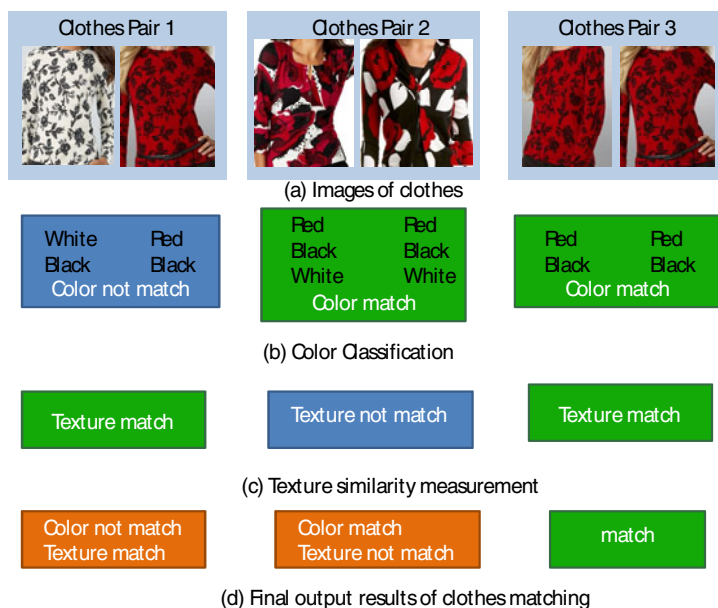 Clothes Pair 1
Clothes Pair 2
Clothes Pair 3
(a) Images of clothes
White Red
Black Black
Color not match
Red Red
Black Black
White White
Color match
Red Red
Black Black
Color match
(b) Color Classification
Texture match
Texture not match
Texture match
(c) Texture similarity measurement
Color not match
Texture match
Color match
Texture not match
match
(d) Final output results of clothes matching